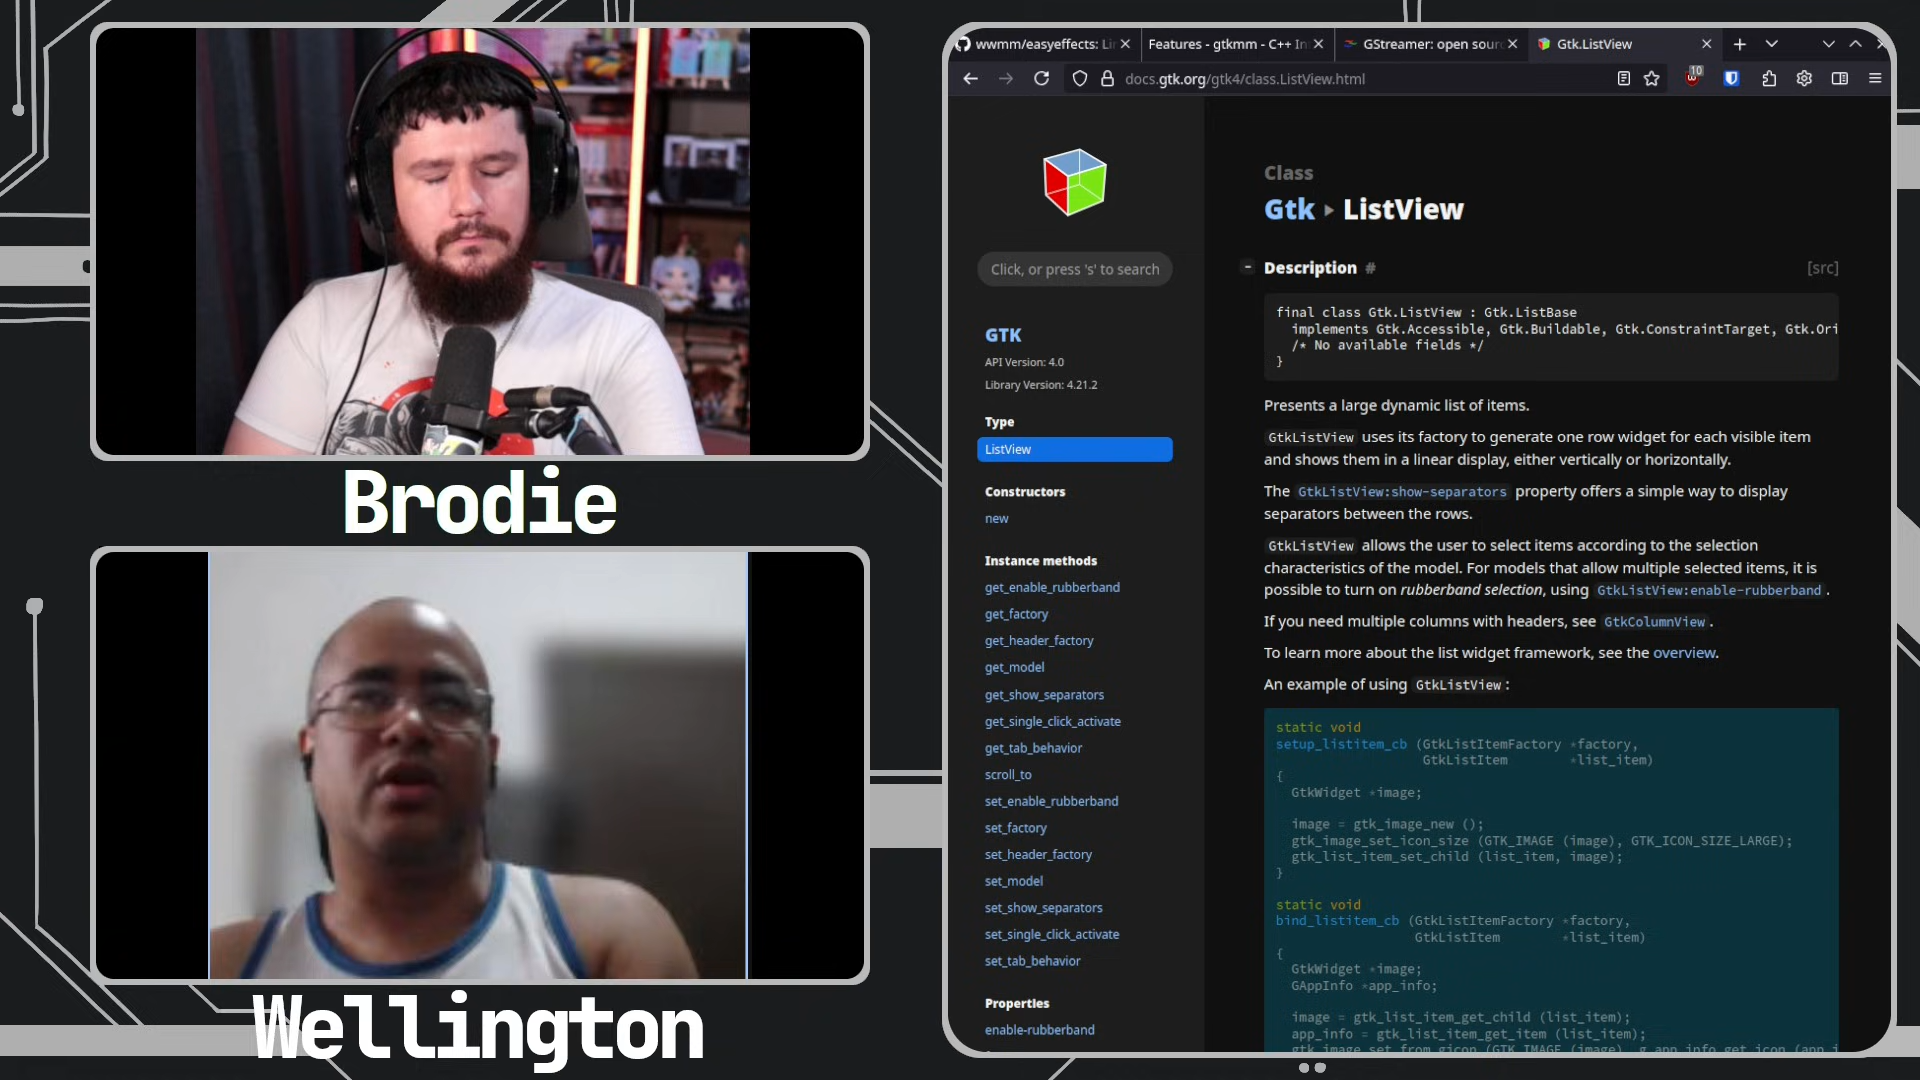 Brodie
Wellington
wwmm/easyeffects: Li
Features - gtkmm - C++ In
GStreamer: open sour
Gtk.ListView
docs.gtk.org/gtk4/class.ListView.html
10
Click, or press 's' to search
GTK
API Version: 4.0
Library Version: 4.21.2
Type
ListView
Constructors
new
Instance methods
get_enable_rubberband
get_factory
get_header_factory
get_model
get_show_separators
get_single_click_activate
get_tab_behavior
scroll_to
set_enable_rubberband
set_factory
set_header_factory
set_model
set_show_separators
set_single_click_activate
set_tab_behavior
Properties
enable-rubberband
Class
Gtk ▸ ListView
− Description # [src]
final class Gtk.ListView : Gtk.ListBase
implements Gtk.Accessible, Gtk.Buildable, Gtk.ConstraintTarget, Gtk.Ori
/* No available fields */
}
Presents a large dynamic list of items.
GtkListView uses its factory to generate one row widget for each visible item
and shows them in a linear display, either vertically or horizontally.
The GtkListView:show-separators property offers a simple way to display
separators between the rows.
GtkListView allows the user to select items according to the selection
characteristics of the model. For models that allow multiple selected items, it is
possible to turn on rubberband selection, using GtkListView:enable-rubberband.
If you need multiple columns with headers, see GtkColumnView.
To learn more about the list widget framework, see the overview.
An example of using GtkListView:
static void
setup_listitem_cb (GtkListItemFactory *factory,
GtkListItem *list_item)
{
GtkWidget *image;
image = gtk_image_new ();
gtk_image_set_icon_size (GTK_IMAGE (image), GTK_ICON_SIZE_LARGE);
gtk_list_item_set_child (list_item, image);
}
static void
bind_listitem_cb (GtkListItemFactory *factory,
GtkListItem *list_item)
{
GtkWidget *image;
GAppInfo *app_info;
image = gtk_list_item_get_child (list_item);
app_info = gtk_list_item_get_item (list_item);
gtk_image_set_from_gicon (GTK_IMAGE (image), g_app_info_get_icon (app_i